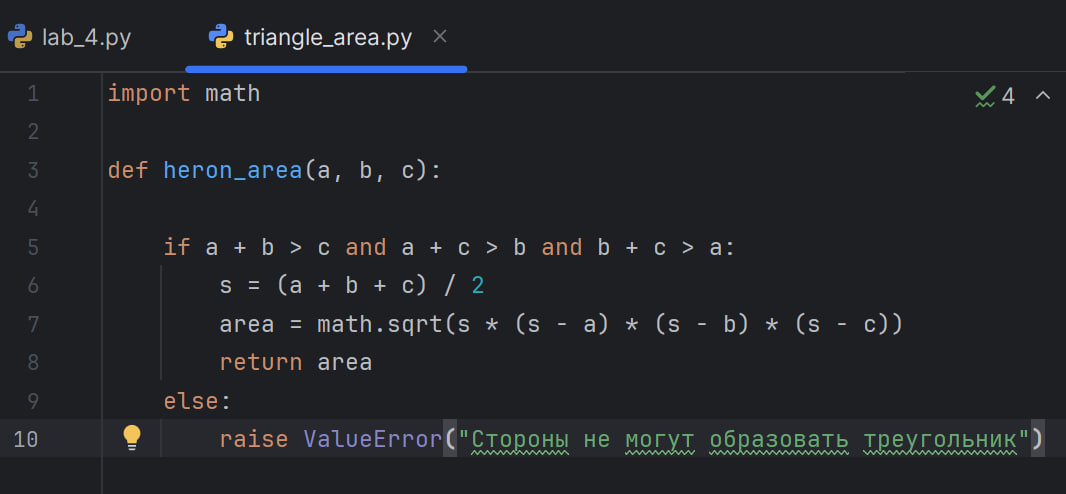 lab_4.py triangle_area.py
1 import math 4
2
3 def heron_area(a, b, c):
4
5 if a + b > c and a + c > b and b + c > a:
6 s = (a + b + c) / 2
7 area = math.sqrt(s * (s - a) * (s - b) * (s - c))
8 return area
9 else:
10 raise ValueError("Стороны не могут образовать треугольник")